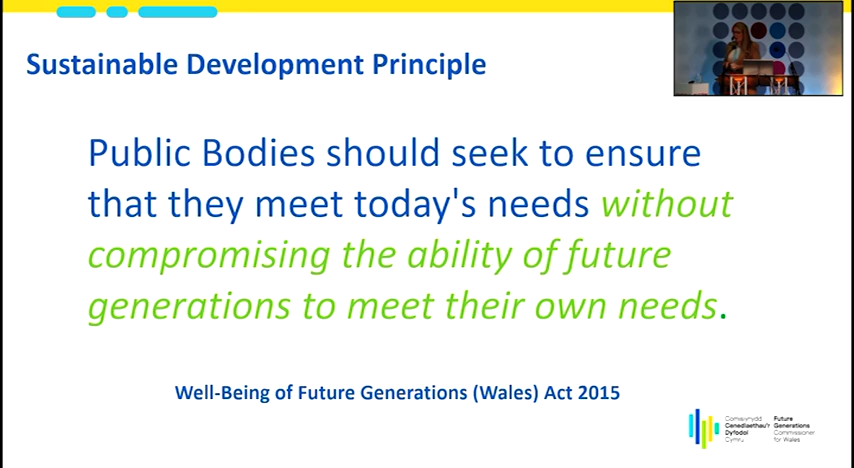 Sustainable Development Principle
Public Bodies should seek to ensure
that they meet today's needs without
compromising the ability of future
generations to meet their own needs.
Well-Being of Future Generations (Wales) Act 2015
Comisiynydd
Cenedlaethau'r
Dyfodol
Cymru
Future
Generations
Commissioner
for Wales